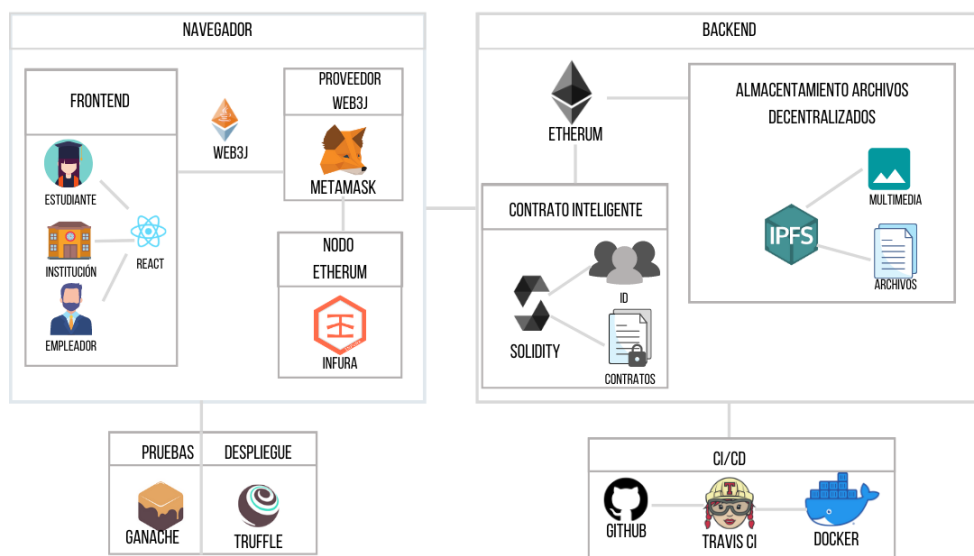 NAVEGADOR
FRONTEND
ESTUDIANTE
INSTITUCIÓN
EMPLEADOR
REACT
WEB3J
PROVEEDOR
WEB3J
METAMASK
NODO
ETHERUM
INFURA
BACKEND
ETHERUM
ALMACENTAMIENTO ARCHIVOS
DECENTRALIZADOS
MULTIMEDIA
IPFS
ARCHIVOS
CONTRATO INTELIGENTE
ID
SOLIDITY
CONTRATOS
PRUEBAS
GANACHE
DESPLIEGUE
TRUFFLE
CI/CD
GITHUB
T
TRAVIS CI
DOCKER